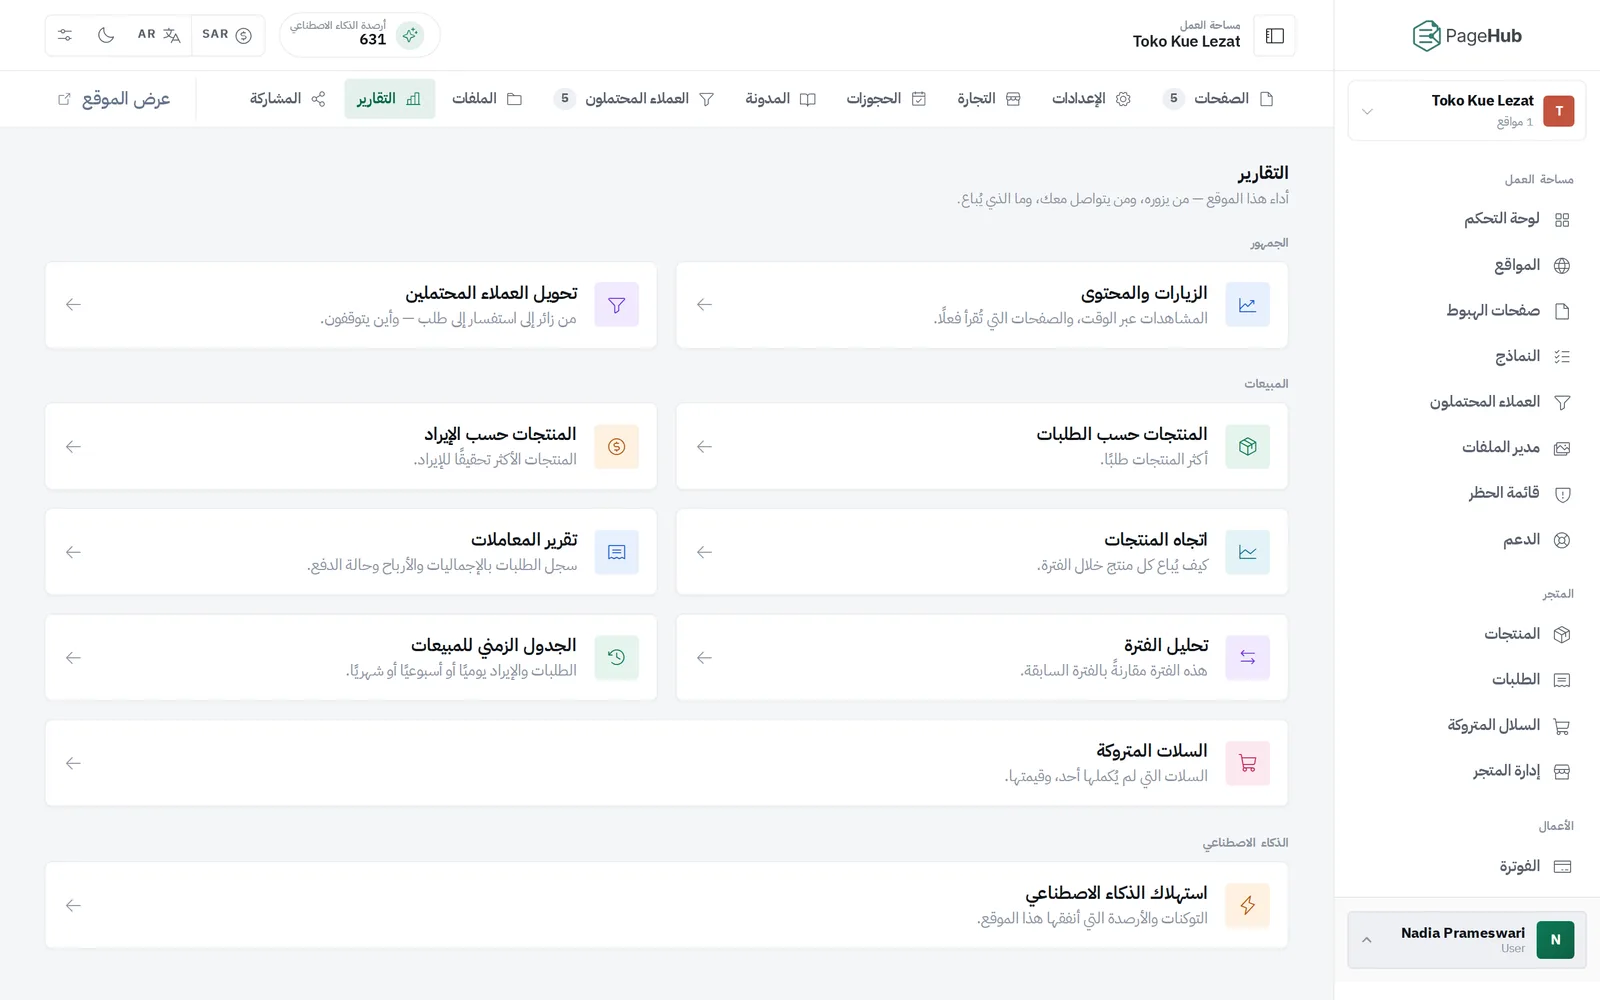 PageHub
Toko Kue Lezat
1 مواقع
مساحة العمل
لوحة التحكم
المواقع
صفحات الهبوط
النماذج
العملاء المحتملون
مدير الملفات
قائمة الحظر
الدعم
المتجر
المنتجات
الطلبات
السلال المتروكة
إدارة المتجر
الأعمال
الفوترة
Nadia Prameswari
User
مساحة العمل
Toko Kue Lezat
أرصدة الذكاء الاصطناعي
631
SAR
AR
الصفحات 5
الإعدادات
التجارة
الحجوزات
المدونة
العملاء المحتملون 5
الملفات
التقارير
المشاركة
عرض الموقع
التقارير
أداء هذا الموقع — من يزوره، ومن يتواصل معك، وما الذي يُباع.
الجمهور
الزيارات والمحتوى
المشاهدات عبر الوقت، والصفحات التي تُقرأ فعلًا.
تحويل العملاء المحتملين
من زائر إلى استفسار إلى طلب — وأين يتوقفون.
المبيعات
المنتجات حسب الطلبات
أكثر المنتجات طلبًا.
المنتجات حسب الإيراد
المنتجات الأكثر تحقيقًا للإيراد.
اتجاه المنتجات
كيف يُباع كل منتج خلال الفترة.
تقرير المعاملات
سجل الطلبات بالإجماليات والأرباح وحالة الدفع.
تحليل الفترة
هذه الفترة مقارنةً بالفترة السابقة.
الجدول الزمني للمبيعات
الطلبات والإيراد يوميًا أو أسبوعيًا أو شهريًا.
السلات المتروكة
السلات التي لم يُكملها أحد، وقيمتها.
الذكاء الاصطناعي
استهلاك الذكاء الاصطناعي
التوكنات والأرصدة التي أنفقها هذا الموقع.
T
N